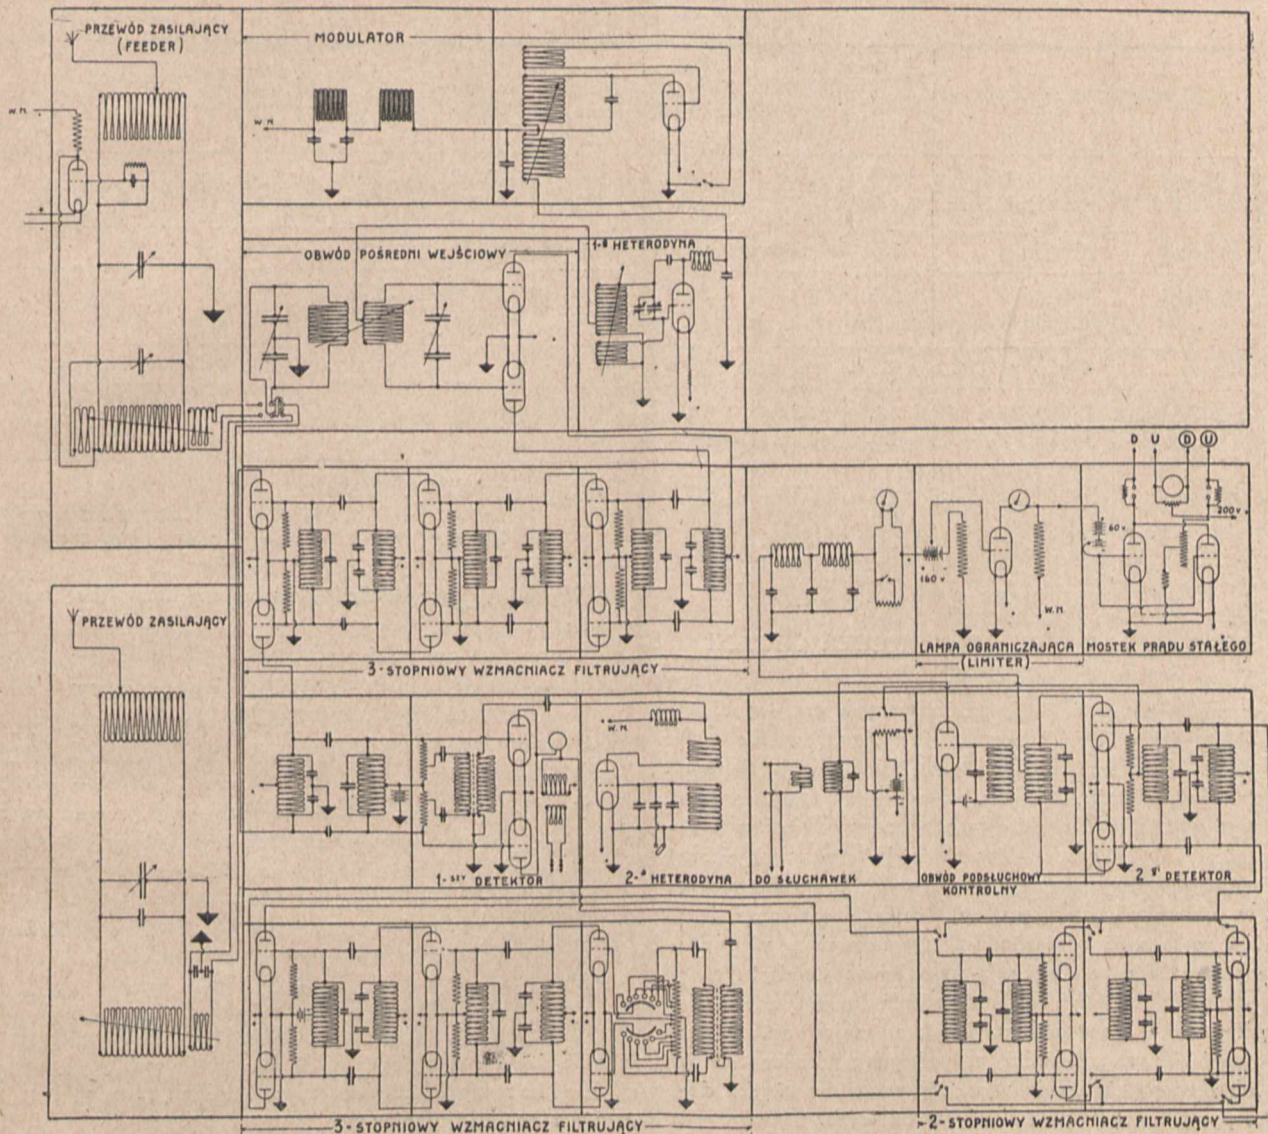 PRZEWÓD ZASILAJĄCY
(FEEDER)
MODULATOR
W.N.
W.N.
OBWÓD POŚREDNI WEJŚCIOWY
1-a HETERODYNA
D U D U
200 v.
60 v.
160 v
W.N.
LAMPA OGRANICZAJĄCA
(LIMITER)
MOSTEK PRĄDU STAŁEGO
PRZEWÓD ZASILAJĄCY
3-STOPNIOWY WZMACNIACZ FILTRUJĄCY
W.N.
1-SZY DETEKTOR
2-a HETERODYNA
DO SŁUCHAWEK
OBWÓD PODSŁUCHOWY
KONTROLNY
2 gi DETEKTOR
3-STOPNIOWY WZMACNIACZ FILTRUJĄCY
2-STOPNIOWY WZMACNIACZ FILTRUJĄCY